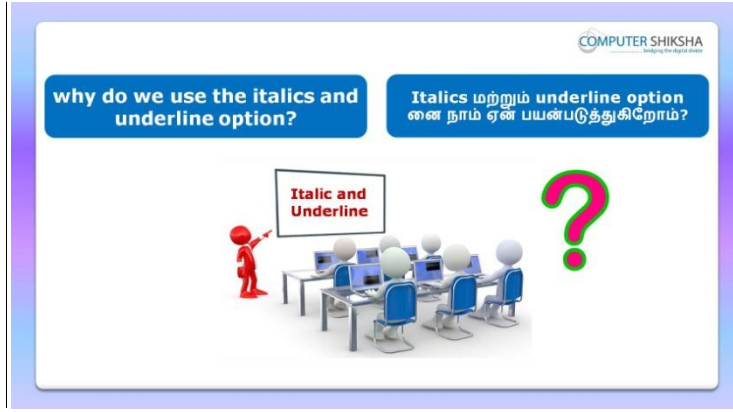 COMPUTER SHIKSHA
bridging the digital divide
why do we use the italics and
underline option?
Italics மற்றும் underline option
னை நாம் ஏன் பயன்படுத்துகிறோம்?
Italic and
Underline
?